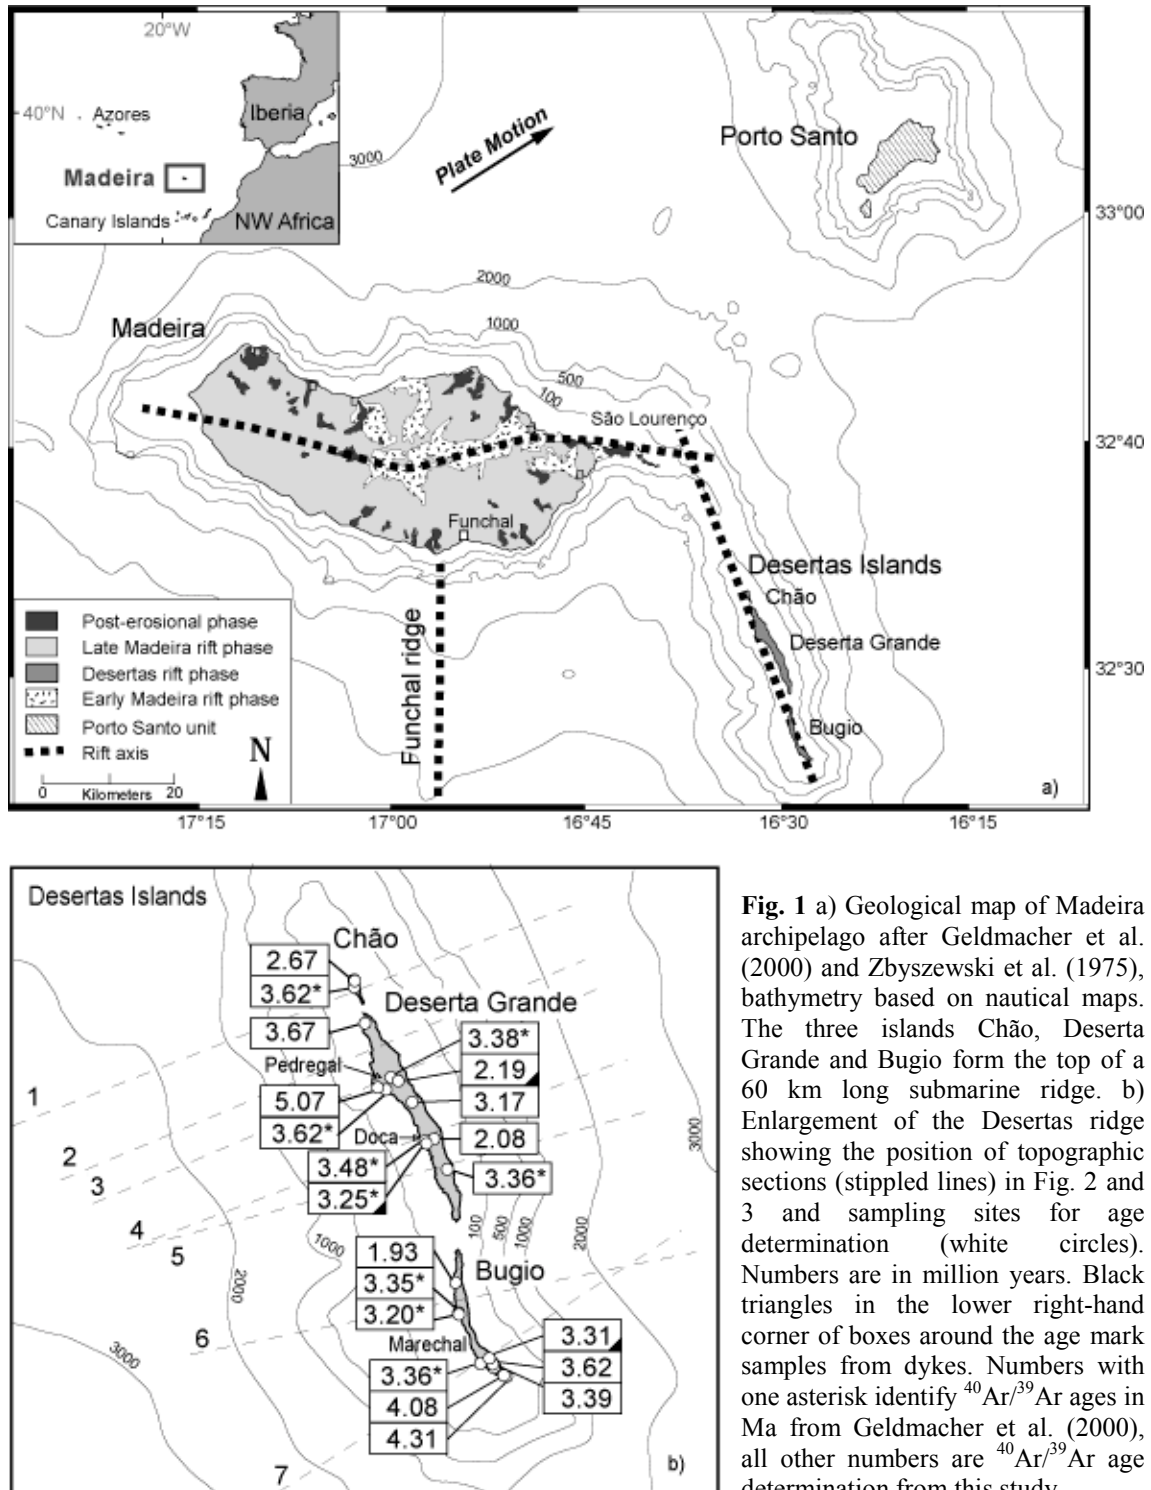 20°W
40°N
Azores
Iberia
Madeira
Canary Islands
NW Africa
3000
Plate Motion
Porto Santo
33°00
2000
Madeira
1000
500
100
São Lourenço
32°40
Funchal
Desertas Islands
Chão
Deserta Grande
32°30
Bugio
Funchal ridge
Post-erosional phase
Late Madeira rift phase
Desertas rift phase
Early Madeira rift phase
Porto Santo unit
Rift axis
N
0 Kilometers 20
a)
17°15 17°00 16°45 16°30 16°15
Desertas Islands
Chão
2.67
3.62*
Deserta Grande
3.67
3.38*
Pedregal
2.19
5.07
3.17
3.62*
Doca
2.08
3.48*
3.36*
3.25*
1
2
3
4
5
6
7
3000
1000
100
500
1000
2000
2000
3000
1.93
Bugio
3.35*
3.20*
Marechal
3.31
3.36*
3.62
4.08
3.39
4.31
b)
Fig. 1 a) Geological map of Madeira
archipelago after Geldmacher et al.
(2000) and Zbyszewski et al. (1975),
bathymetry based on nautical maps.
The three islands Chão, Deserta
Grande and Bugio form the top of a
60 km long submarine ridge. b)
Enlargement of the Desertas ridge
showing the position of topographic
sections (stippled lines) in Fig. 2 and
3 and sampling sites for age
determination (white circles).
Numbers are in million years. Black
triangles in the lower right-hand
corner of boxes around the age mark
samples from dykes. Numbers with
one asterisk identify ⁴⁰Ar/³⁹Ar ages in
Ma from Geldmacher et al. (2000),
all other numbers are ⁴⁰Ar/³⁹Ar age
determination from this study